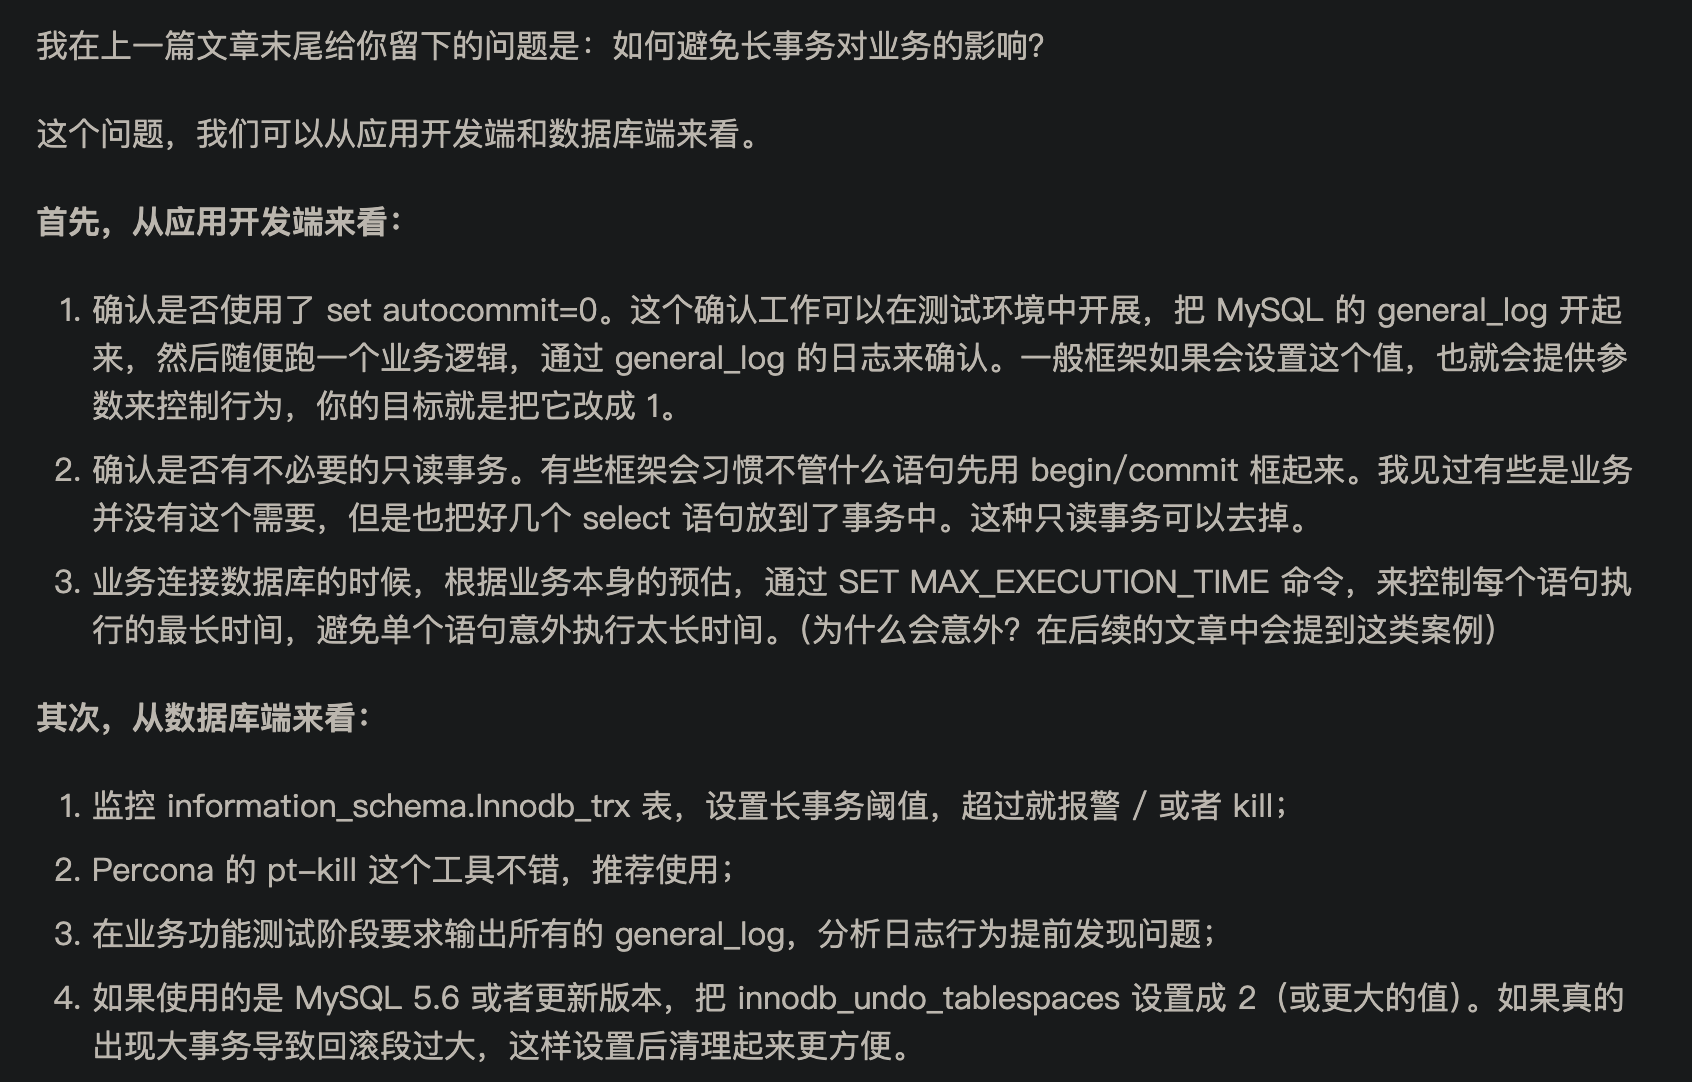 我在上一篇文章末尾给你留下的问题是：如何避免长事务对业务的影响？
这个问题，我们可以从应用开发端和数据库端来看。
首先，从应用开发端来看：
1. 确认是否使用了 set autocommit=0。这个确认工作可以在测试环境中开展，把 MySQL 的 general_log 开起
来，然后随便跑一个业务逻辑，通过 general_log 的日志来确认。一般框架如果会设置这个值，也就会提供参
数来控制行为，你的目标就是把它改成 1。
2. 确认是否有不必要的只读事务。有些框架会习惯不管什么语句先用 begin/commit 框起来。我见过有些是业务
并没有这个需要，但是也把好几个 select 语句放到了事务中。这种只读事务可以去掉。
3. 业务连接数据库的时候，根据业务本身的预估，通过 SET MAX_EXECUTION_TIME 命令，来控制每个语句执
行的最长时间，避免单个语句意外执行太长时间。（为什么会意外？在后续的文章中会提到这类案例）
其次，从数据库端来看：
1. 监控 information_schema.Innodb_trx 表，设置长事务阈值，超过就报警 / 或者 kill；
2. Percona 的 pt-kill 这个工具不错，推荐使用；
3. 在业务功能测试阶段要求输出所有的 general_log，分析日志行为提前发现问题；
4. 如果使用的是 MySQL 5.6 或者更新版本，把 innodb_undo_tablespaces 设置成 2（或更大的值）。如果真的
出现大事务导致回滚段过大，这样设置后清理起来更方便。